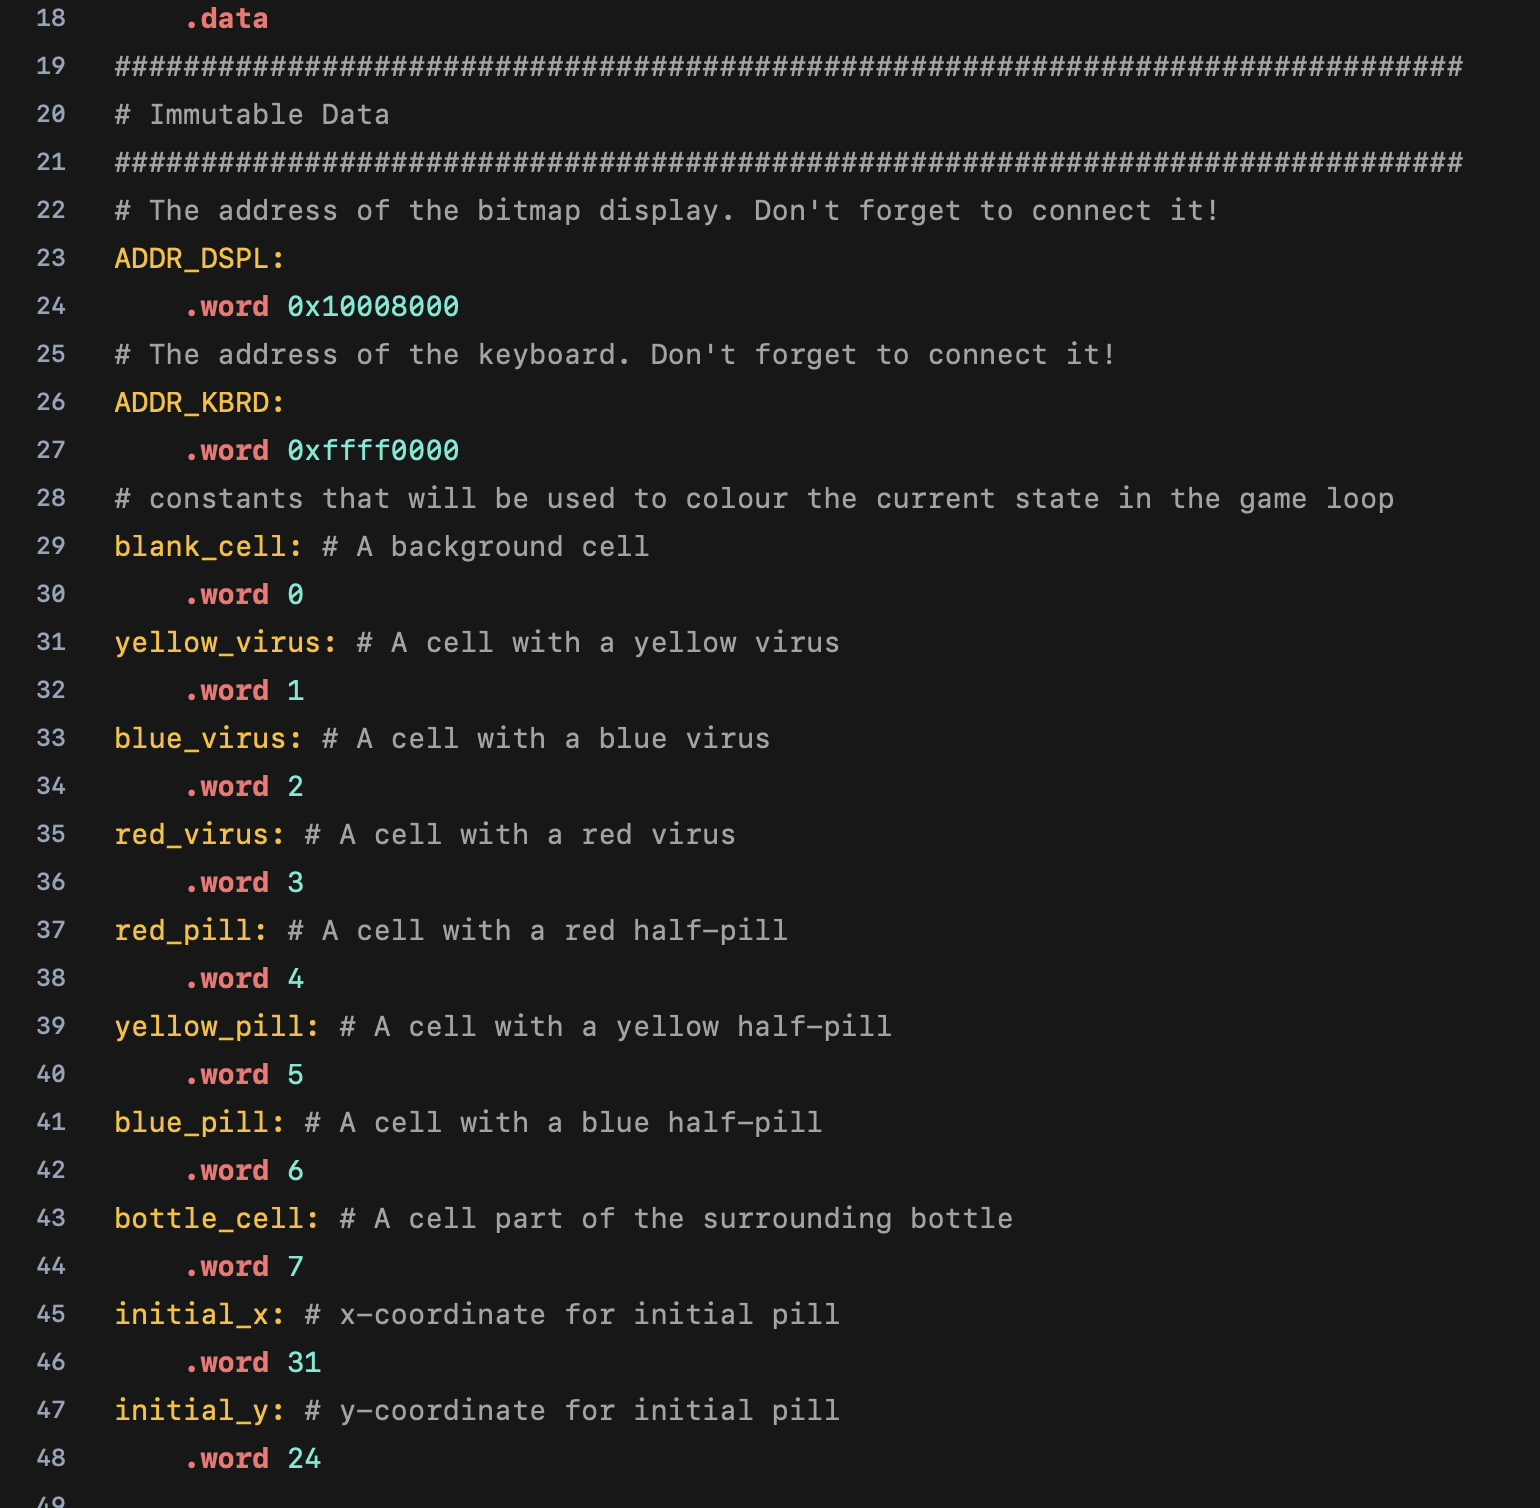 18 .data
19 ##############################################################################
20 # Immutable Data
21 ##############################################################################
22 # The address of the bitmap display. Don't forget to connect it!
23 ADDR_DSPL:
24 .word 0x10008000
25 # The address of the keyboard. Don't forget to connect it!
26 ADDR_KBRD:
27 .word 0xffff0000
28 # constants that will be used to colour the current state in the game loop
29 blank_cell: # A background cell
30 .word 0
31 yellow_virus: # A cell with a yellow virus
32 .word 1
33 blue_virus: # A cell with a blue virus
34 .word 2
35 red_virus: # A cell with a red virus
36 .word 3
37 red_pill: # A cell with a red half-pill
38 .word 4
39 yellow_pill: # A cell with a yellow half-pill
40 .word 5
41 blue_pill: # A cell with a blue half-pill
42 .word 6
43 bottle_cell: # A cell part of the surrounding bottle
44 .word 7
45 initial_x: # x-coordinate for initial pill
46 .word 31
47 initial_y: # y-coordinate for initial pill
48 .word 24
49